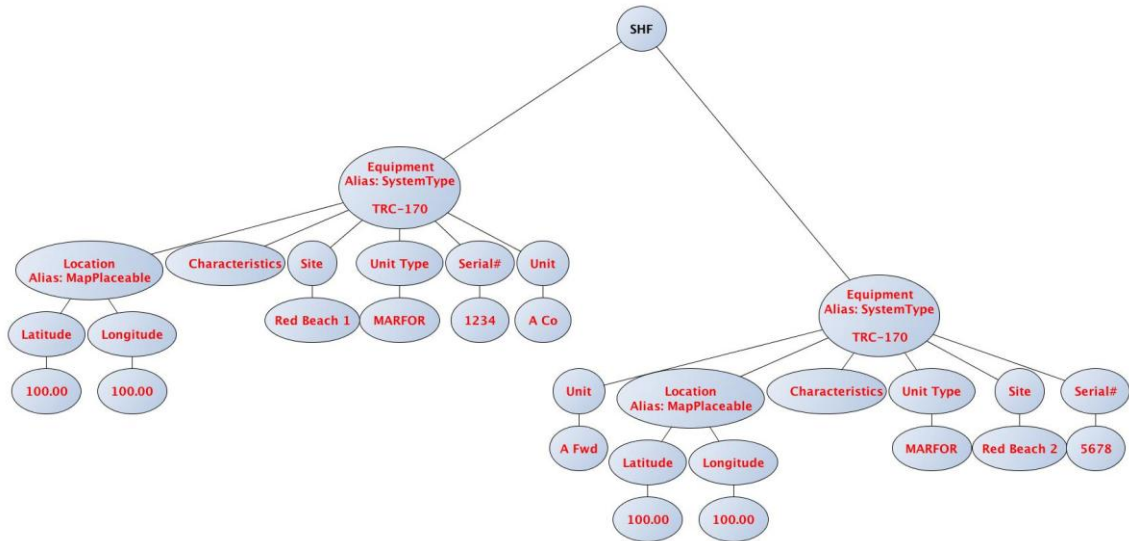 SHF
Equipment
Alias: SystemType
TRC-170
Location
Alias: MapPlaceable
Characteristics
Site
Unit Type
Serial#
Unit
Red Beach 1
MARFOR
1234
A Co
Latitude
Longitude
100.00
100.00
Equipment
Alias: SystemType
TRC-170
Unit
Location
Alias: MapPlaceable
Characteristics
Unit Type
Site
Serial#
A Fwd
MARFOR
Red Beach 2
5678
Latitude
Longitude
100.00
100.00